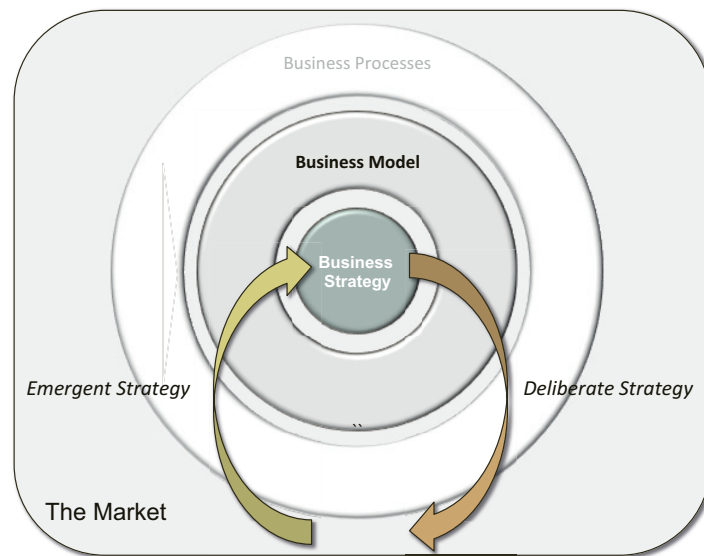 Business Processes
Business Model
Business
Strategy
Emergent Strategy
Deliberate Strategy
``
The Market